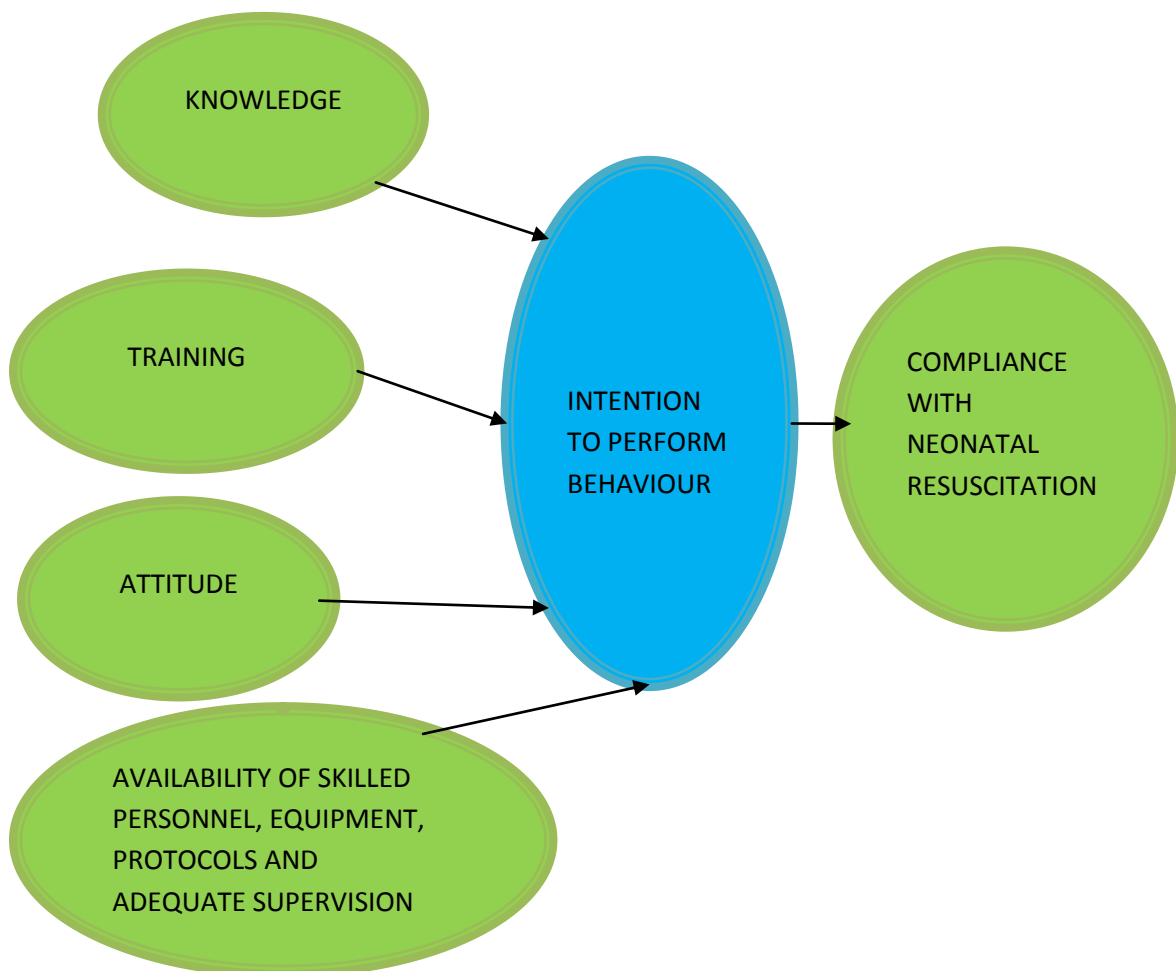 KNOWLEDGE
TRAINING
ATTITUDE
AVAILABILITY OF SKILLED
PERSONNEL, EQUIPMENT,
PROTOCOLS AND
ADEQUATE SUPERVISION
INTENTION
TO PERFORM
BEHAVIOUR
COMPLIANCE
WITH
NEONATAL
RESUSCITATION